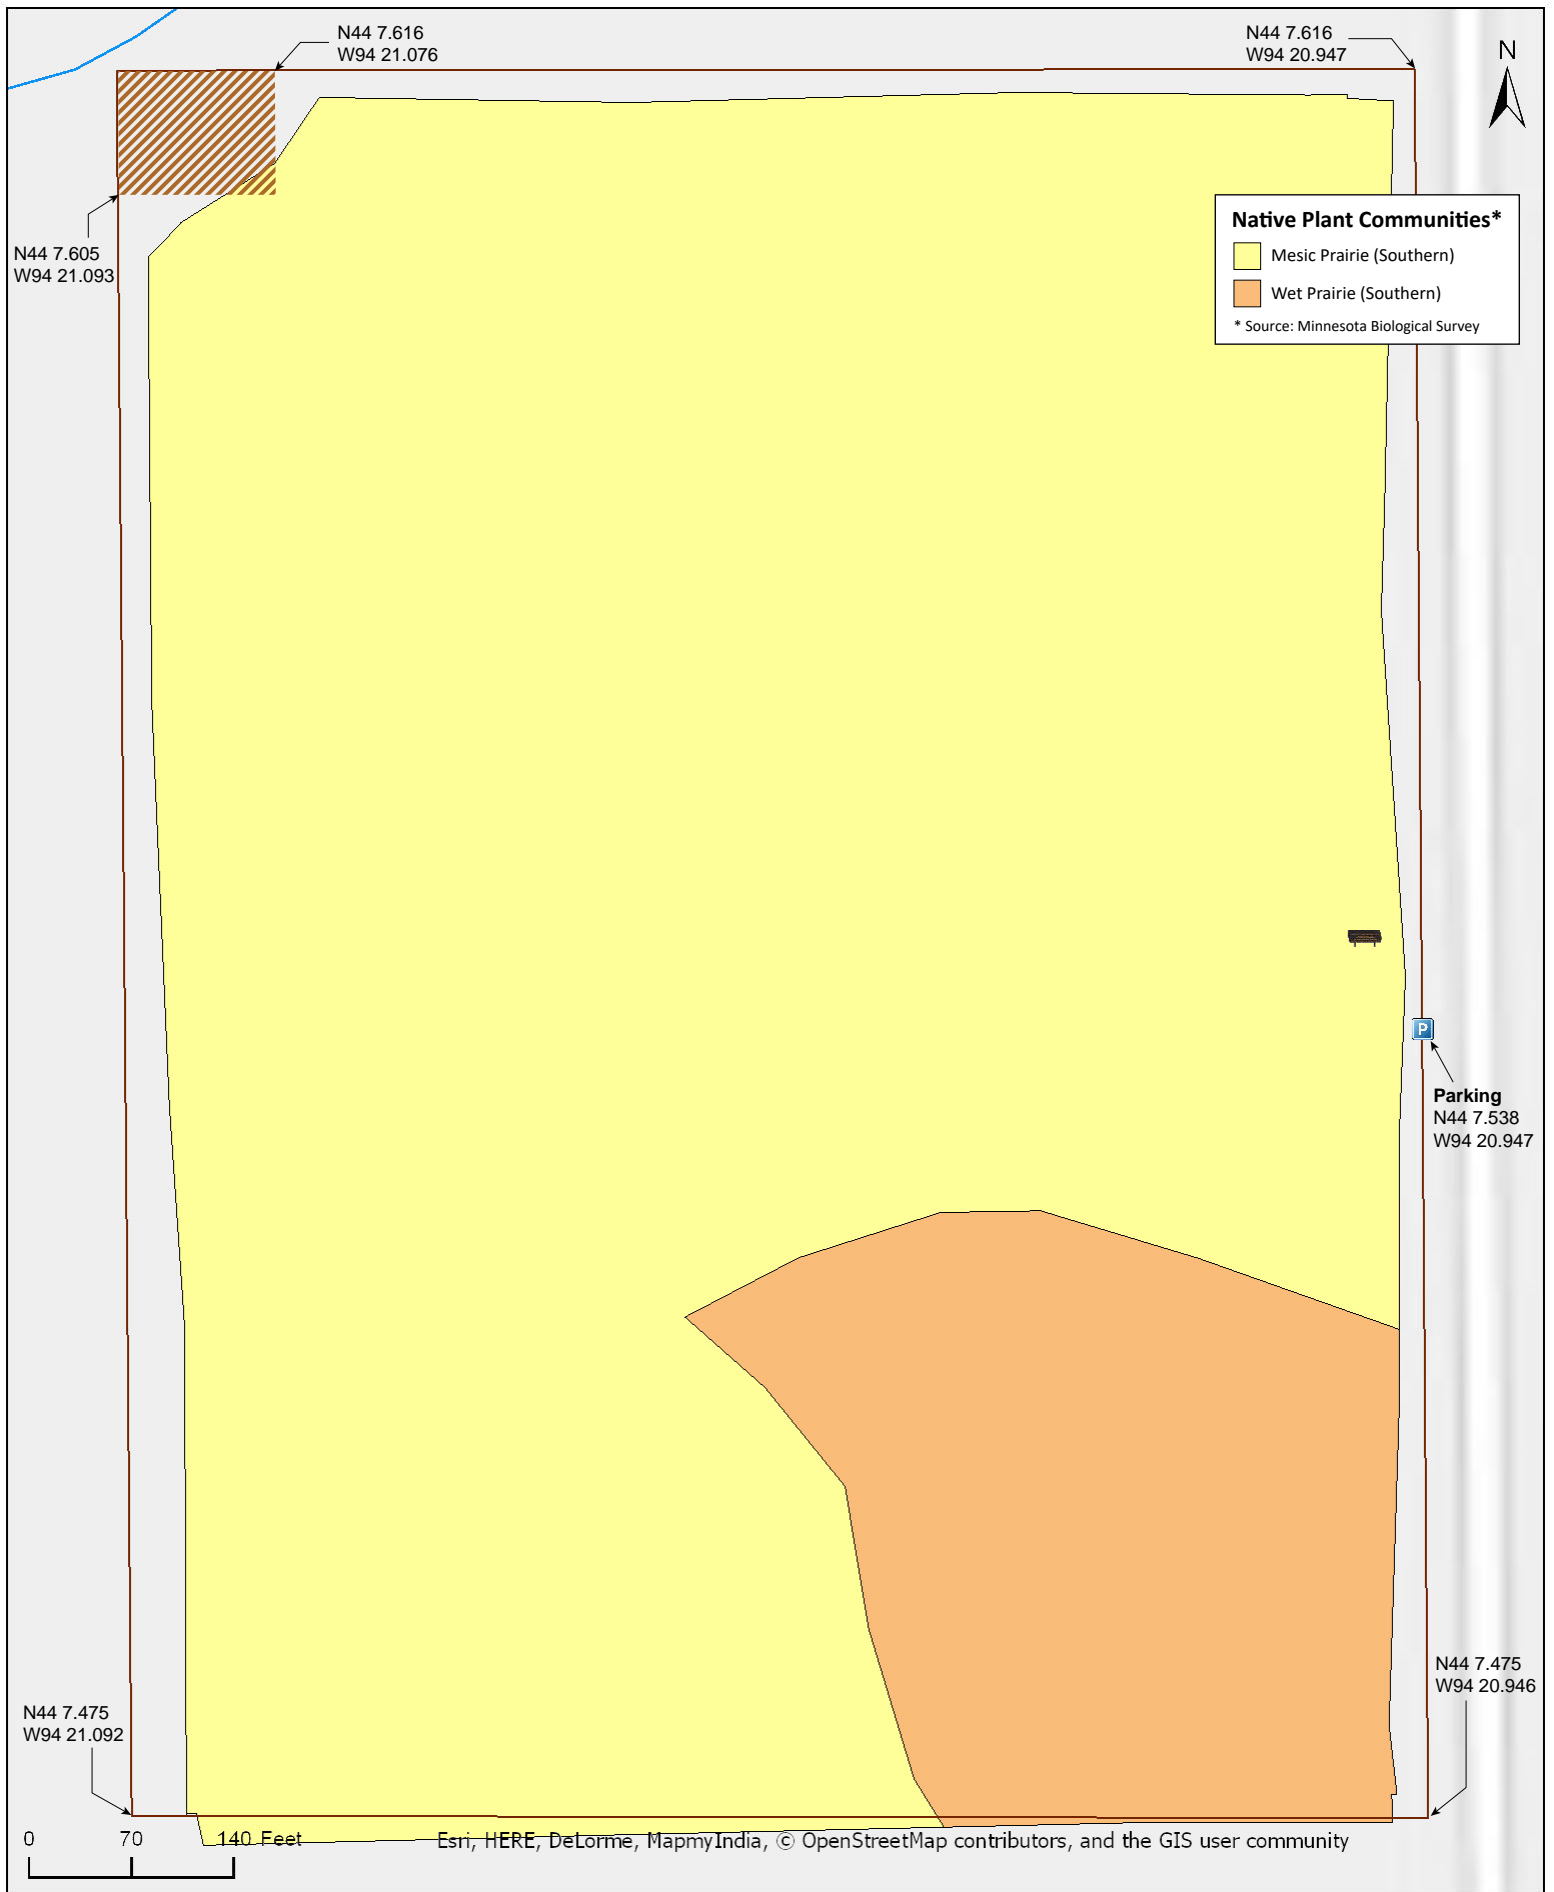 N44 7.616
W94 21.076
N44 7.616
W94 20.947
N
N44 7.605
W94 21.093
Native Plant Communities*
Mesic Prairie (Southern)
Wet Prairie (Southern)
* Source: Minnesota Biological Survey
P
Parking
N44 7.538
W94 20.947
N44 7.475
W94 20.946
N44 7.475
W94 21.092
0 70 140 Feet
Esri, HERE, DeLorme, MapmyIndia, © OpenStreetMap contributors, and the GIS user community